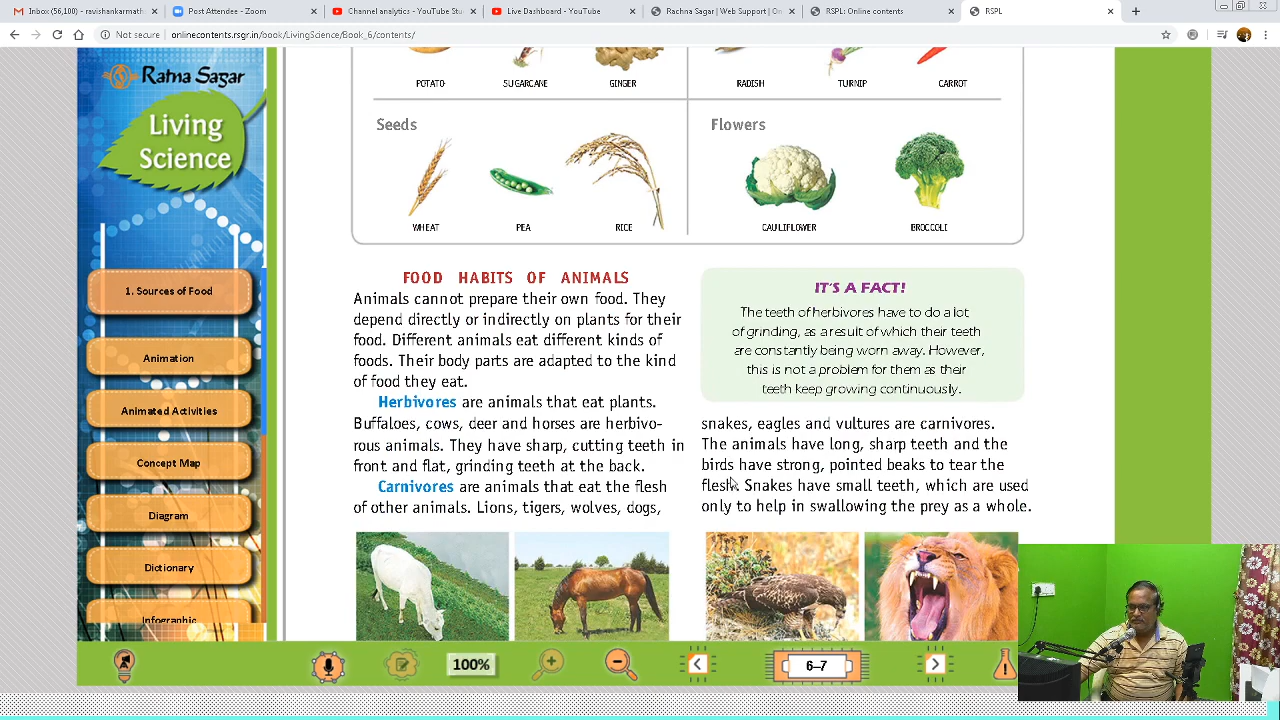 Inbox (56,100) - ravishankarmath
Post Attendee - Zoom
Channel analytics - YouTube Stu
Live Dashboard - YouTube
Rachna Sagar | Web Support | On
RSPL: Online contents
RSPL
Not secure | onlinecontents.rsgr.in/book/LivingScience/Book_6/contents/
Ratna Sagar
Living
Science
1. Sources of Food
Animation
Animated Activities
Concept Map
Diagram
Dictionary
Infographic
POTATO
SUGARCANE
GINGER
RADISH
TURNIP
CARROT
Seeds
Flowers
WHEAT
PEA
RICE
CAULIFLOWER
BROCCOLI
FOOD HABITS OF ANIMALS
Animals cannot prepare their own food. They
depend directly or indirectly on plants for their
food. Different animals eat different kinds of
foods. Their body parts are adapted to the kind
of food they eat.
Herbivores are animals that eat plants.
Buffaloes, cows, deer and horses are herbivo-
rous animals. They have sharp, cutting teeth in
front and flat, grinding teeth at the back.
Carnivores are animals that eat the flesh
of other animals. Lions, tigers, wolves, dogs,
IT'S A FACT!
The teeth of herbivores have to do a lot
of grinding, as a result of which their teeth
are constantly being worn away. However,
this is not a problem for them as their
teeth keep growing continuously.
snakes, eagles and vultures are carnivores.
The animals have long, sharp teeth and the
birds have strong, pointed beaks to tear the
flesh. Snakes have small teeth, which are used
only to help in swallowing the prey as a whole.
100%
6–7